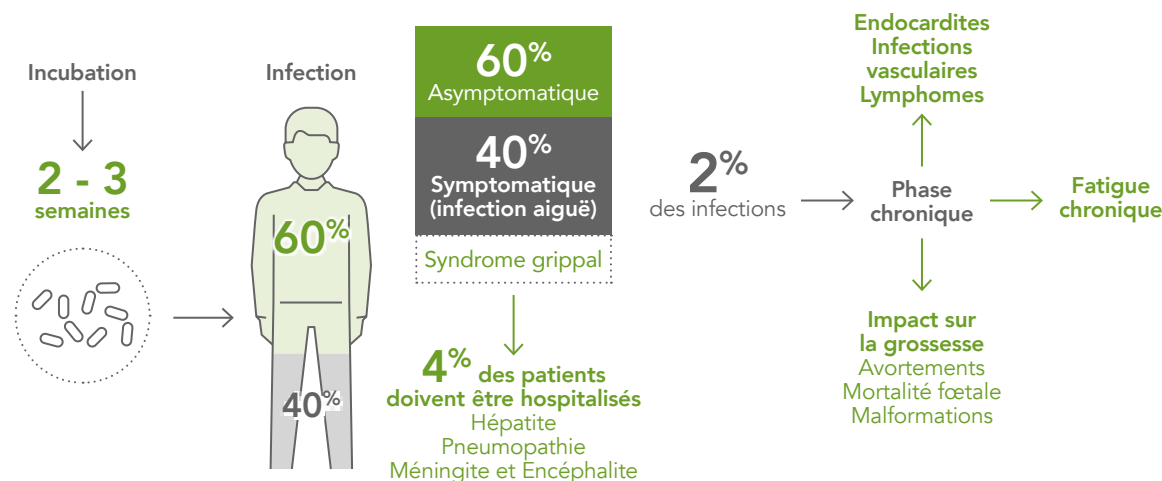 Incubation
2 - 3
semaines
Infection
60%
40%
60%
Asymptomatique
40%
Symptomatique
(infection aiguë)
Syndrome grippal
4% des patients
doivent être hospitalisés
Hépatite
Pneumopathie
Méningite et Encéphalite
2%
des infections
Phase
chronique
Endocardites
Infections
vasculaires
Lymphomes
Fatigue
chronique
Impact sur
la grossesse
Avortements
Mortalité fœtale
Malformations